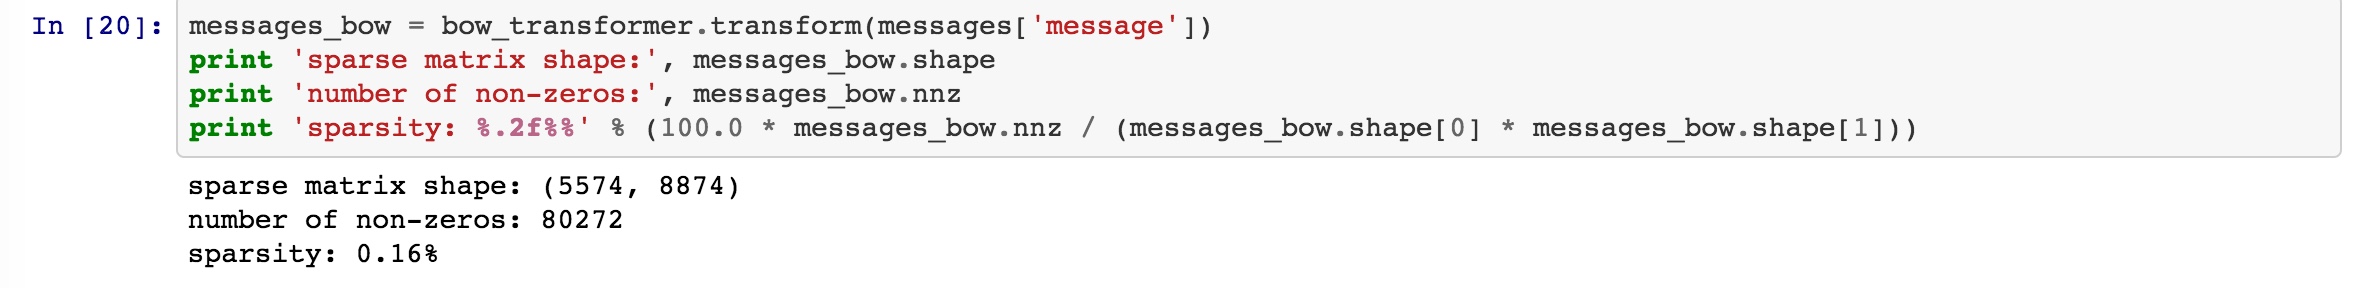 In [20]: messages_bow = bow_transformer.transform(messages['message'])
print 'sparse matrix shape:', messages_bow.shape
print 'number of non-zeros:', messages_bow.nnz
print 'sparsity: %.2f%%' % (100.0 * messages_bow.nnz / (messages_bow.shape[0] * messages_bow.shape[1]))
sparse matrix shape: (5574, 8874)
number of non-zeros: 80272
sparsity: 0.16%